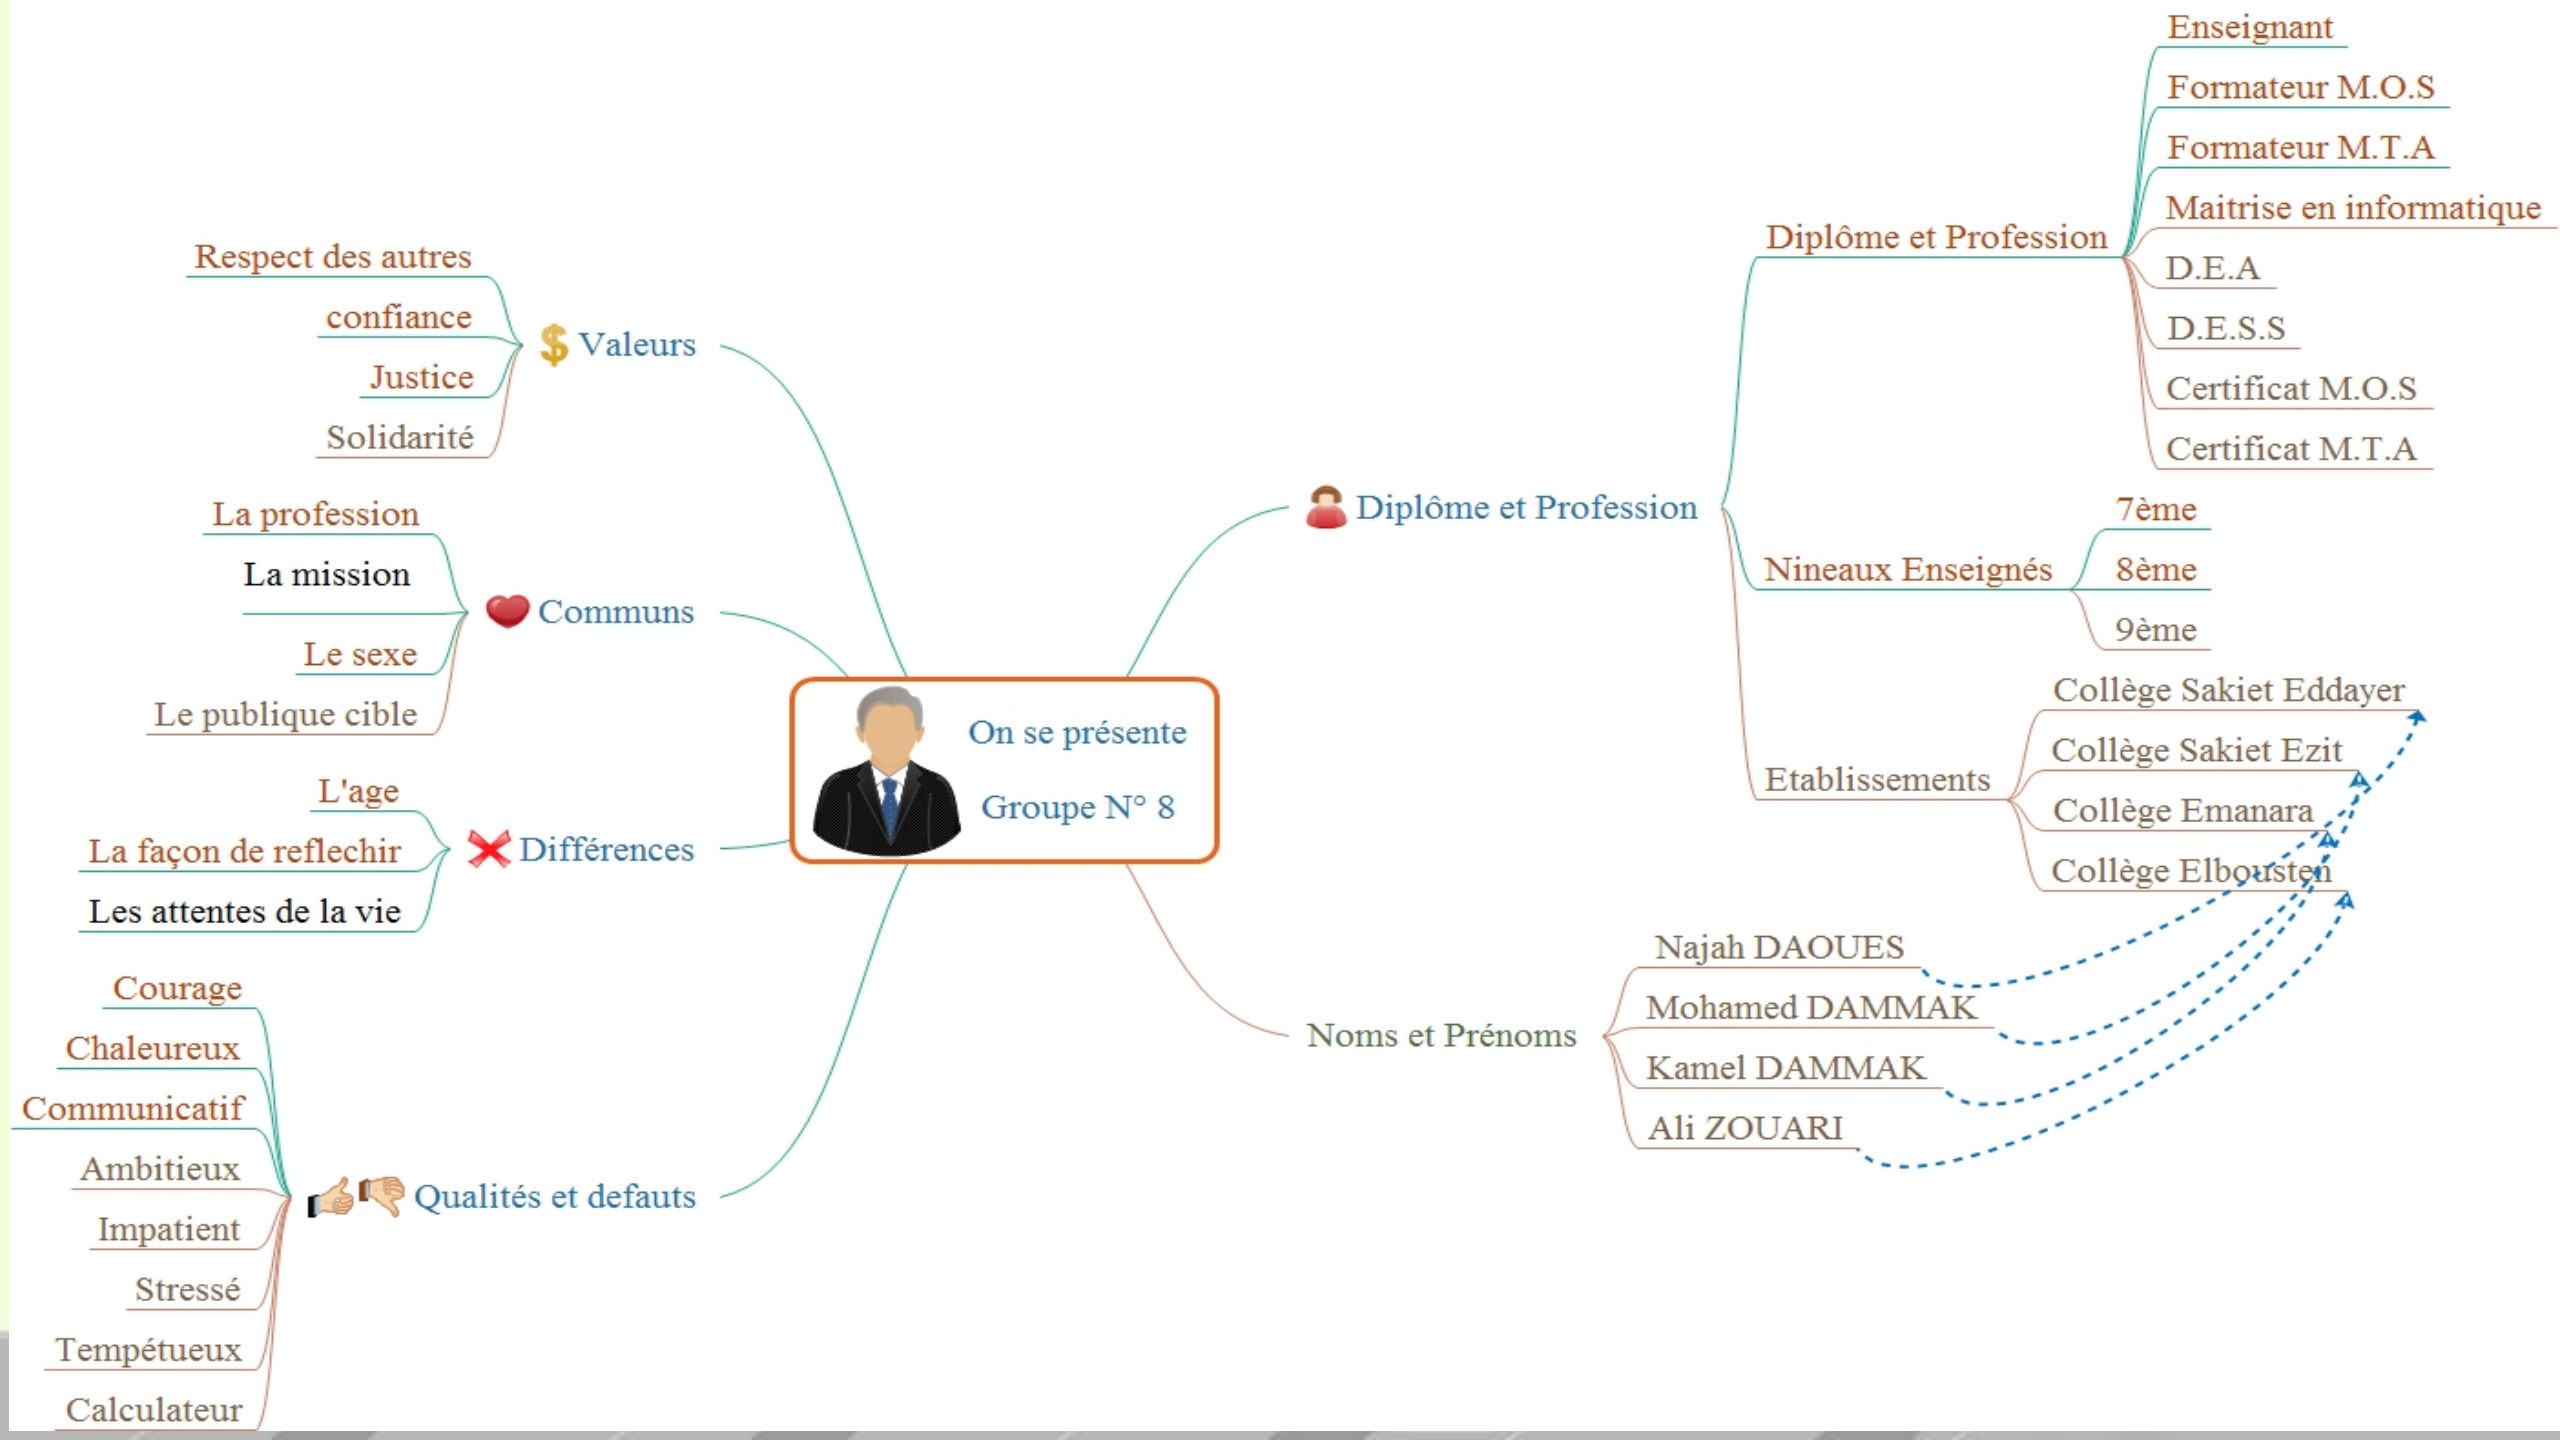 On se présente
Groupe N° 8
Valeurs
Respect des autres
confiance
Justice
Solidarité
Communs
La profession
La mission
Le sexe
Le publique cible
Différences
L'age
La façon de reflechir
Les attentes de la vie
Qualités et defauts
Courage
Chaleureux
Communicatif
Ambitieux
Impatient
Stressé
Tempétueux
Calculateur
Diplôme et Profession
Diplôme et Profession
Enseignant
Formateur M.O.S
Formateur M.T.A
Maitrise en informatique
D.E.A
D.E.S.S
Certificat M.O.S
Certificat M.T.A
Nineaux Enseignés
7ème
8ème
9ème
Etablissements
Collège Sakiet Eddayer
Collège Sakiet Ezit
Collège Emanara
Collège Elbousten
Noms et Prénoms
Najah DAOUES
Mohamed DAMMAK
Kamel DAMMAK
Ali ZOUARI